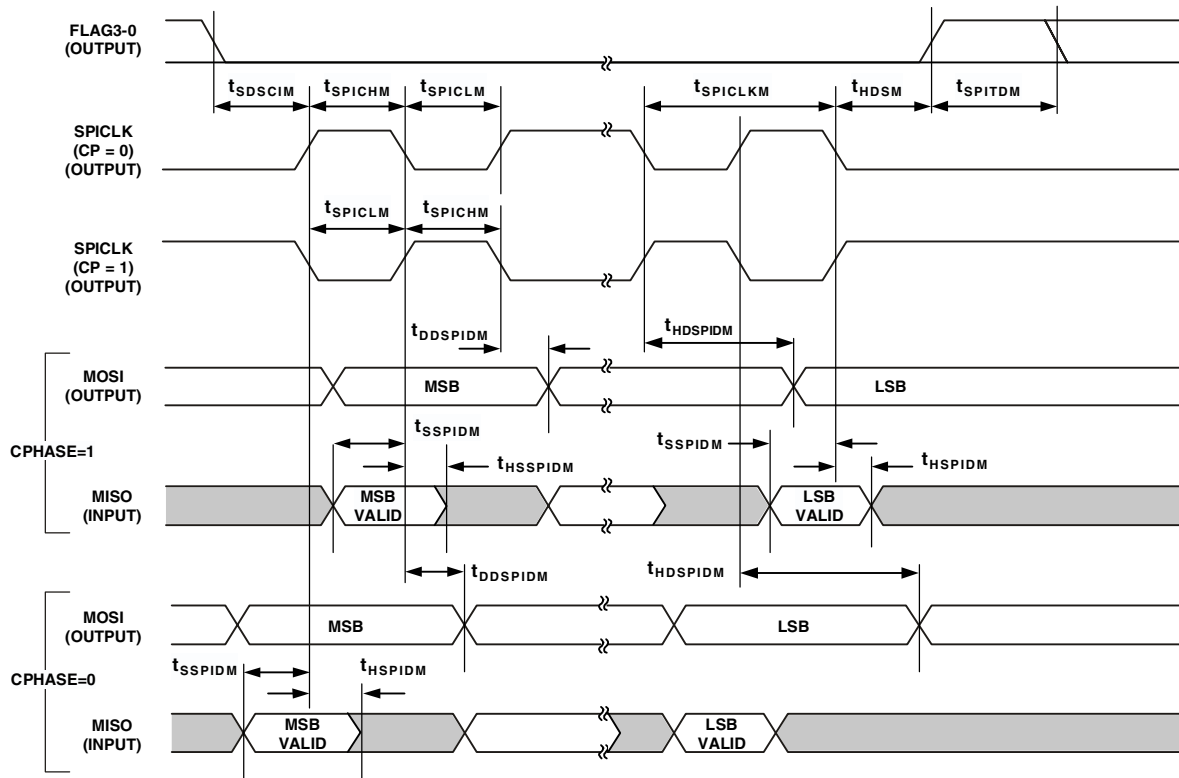 FLAG3-0
(OUTPUT)
tSDSCIM
tSPICHM
tSPICLM
tSPICLKM
tHDSM
tSPITDM
SPICLK
(CP = 0)
(OUTPUT)
tSPICLM
tSPICHM
SPICLK
(CP = 1)
(OUTPUT)
tDDSPIDM
tHDSPIDM
MOSI
(OUTPUT)
MSB
LSB
CPHASE=1
tSSPIDM
tHSSPIDM
tSSPIDM
tHSPIDM
MISO
(INPUT)
MSB
VALID
LSB
VALID
tDDSPIDM
tHDSPIDM
MOSI
(OUTPUT)
MSB
LSB
CPHASE=0
tSSPIDM
tHSPIDM
MISO
(INPUT)
MSB
VALID
LSB
VALID